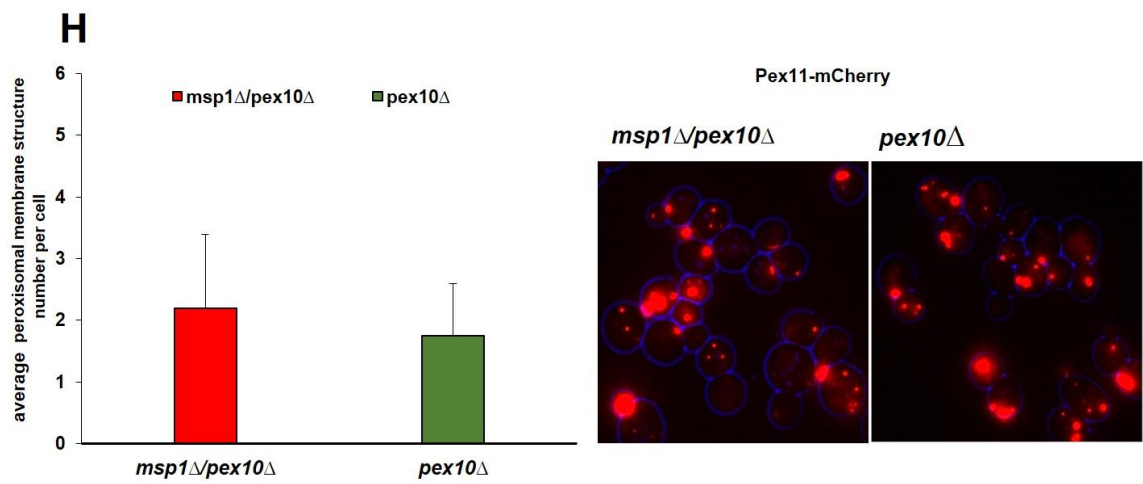 H
average peroxisomal membrane structure
number per cell
6
5
4
3
2
1
0
msp1Δ/pex10Δ
pex10Δ
msp1Δ/pex10Δ
pex10Δ
Pex11-mCherry
msp1Δ/pex10Δ
pex10Δ